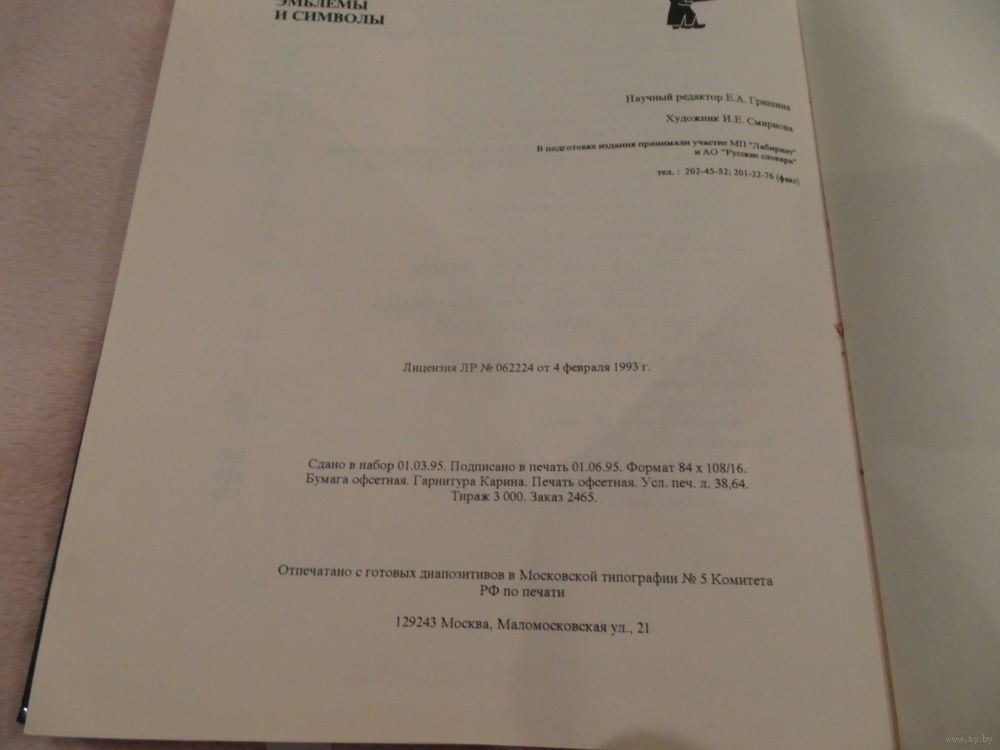 ЭМБЛЕМЫ
И СИМВОЛЫ
Научный редактор Е.А. Гришина
Художник И.Е. Смирнова
В подготовке издания принимали участие МП "Лабиринт"
и АО "Русские словари"
тел. : 202-45-52; 201-22-76 (факс)
Лицензия ЛР № 062224 от 4 февраля 1993 г.
Сдано в набор 01.03.95. Подписано в печать 01.06.95. Формат 84 х 108/16.
Бумага офсетная. Гарнитура Карина. Печать офсетная. Усл. печ. л. 38,64.
Тираж 3 000. Заказ 2465.
Отпечатано с готовых диапозитивов в Московской типографии № 5 Комитета
РФ по печати
129243 Москва, Маломосковская ул., 21
www.ay.by